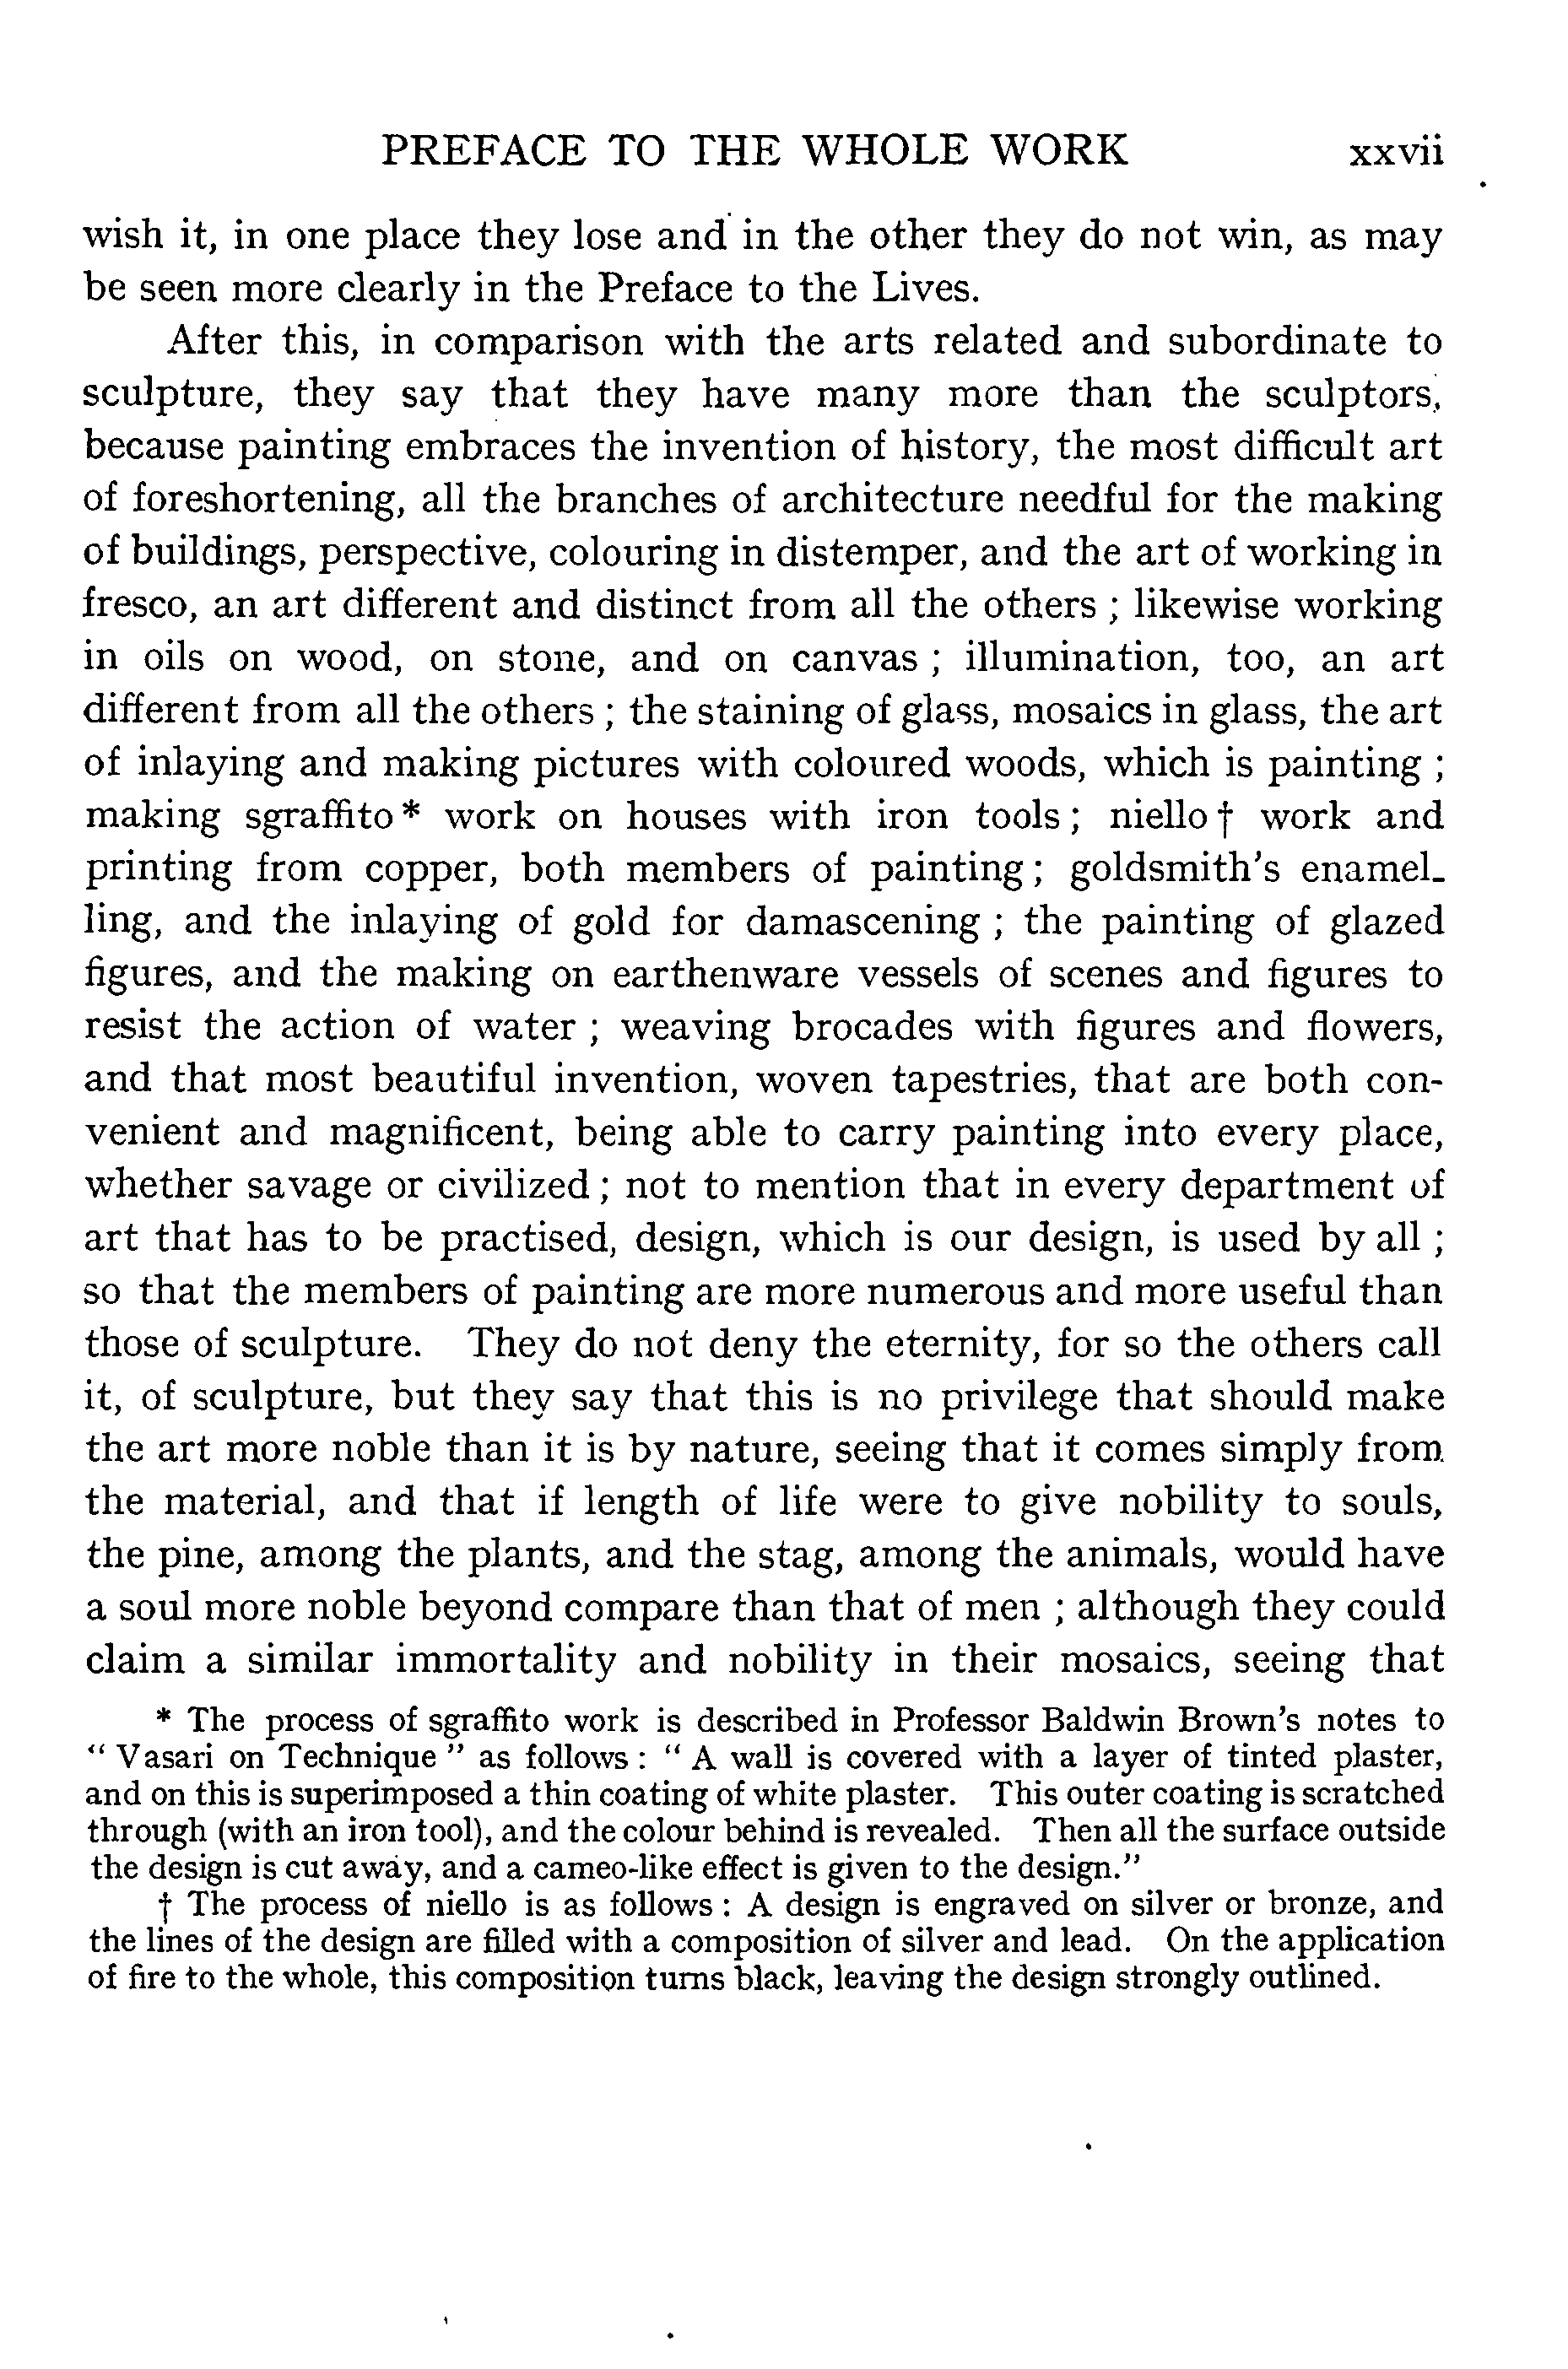 PREFACE TO THE WHOLE WORK xxvii
wish it, in one place they lose and in the other they do not win, as may
be seen more clearly in the Preface to the Lives.
After this, in comparison with the arts related and subordinate to
sculpture, they say that they have many more than the sculptors,
because painting embraces the invention of history, the most difficult art
of foreshortening, all the branches of architecture needful for the making
of buildings, perspective, colouring in distemper, and the art of working in
fresco, an art different and distinct from all the others ; likewise working
in oils on wood, on stone, and on canvas ; illumination, too, an art
different from all the others ; the staining of glass, mosaics in glass, the art
of inlaying and making pictures with coloured woods, which is painting ;
making sgraffito * work on houses with iron tools ; niello † work and
printing from copper, both members of painting ; goldsmith's enamel-
ling, and the inlaying of gold for damascening ; the painting of glazed
figures, and the making on earthenware vessels of scenes and figures to
resist the action of water ; weaving brocades with figures and flowers,
and that most beautiful invention, woven tapestries, that are both con-
venient and magnificent, being able to carry painting into every place,
whether savage or civilized ; not to mention that in every department of
art that has to be practised, design, which is our design, is used by all ;
so that the members of painting are more numerous and more useful than
those of sculpture. They do not deny the eternity, for so the others call
it, of sculpture, but they say that this is no privilege that should make
the art more noble than it is by nature, seeing that it comes simply from
the material, and that if length of life were to give nobility to souls,
the pine, among the plants, and the stag, among the animals, would have
a soul more noble beyond compare than that of men ; although they could
claim a similar immortality and nobility in their mosaics, seeing that
* The process of sgraffito work is described in Professor Baldwin Brown's notes to
“ Vasari on Technique ” as follows : “ A wall is covered with a layer of tinted plaster,
and on this is superimposed a thin coating of white plaster. This outer coating is scratched
through (with an iron tool), and the colour behind is revealed. Then all the surface outside
the design is cut away, and a cameo-like effect is given to the design.”
† The process of niello is as follows : A design is engraved on silver or bronze, and
the lines of the design are filled with a composition of silver and lead. On the application
of fire to the whole, this composition turns black, leaving the design strongly outlined.